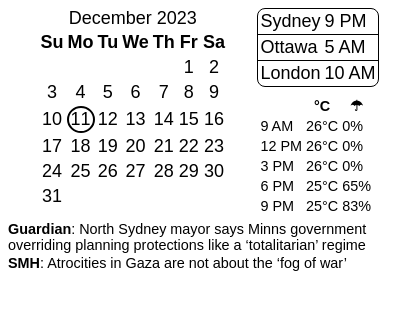 December 2023
Su Mo Tu We Th Fr Sa
1 2
3 4 5 6 7 8 9
10 11 12 13 14 15 16
17 18 19 20 21 22 23
24 25 26 27 28 29 30
31
Sydney 9 PM
Ottawa 5 AM
London 10 AM
°C ☂
9 AM 26°C 0%
12 PM 26°C 0%
3 PM 26°C 0%
6 PM 25°C 65%
9 PM 25°C 83%
Guardian: North Sydney mayor says Minns government
overriding planning protections like a ‘totalitarian’ regime
SMH: Atrocities in Gaza are not about the ‘fog of war’